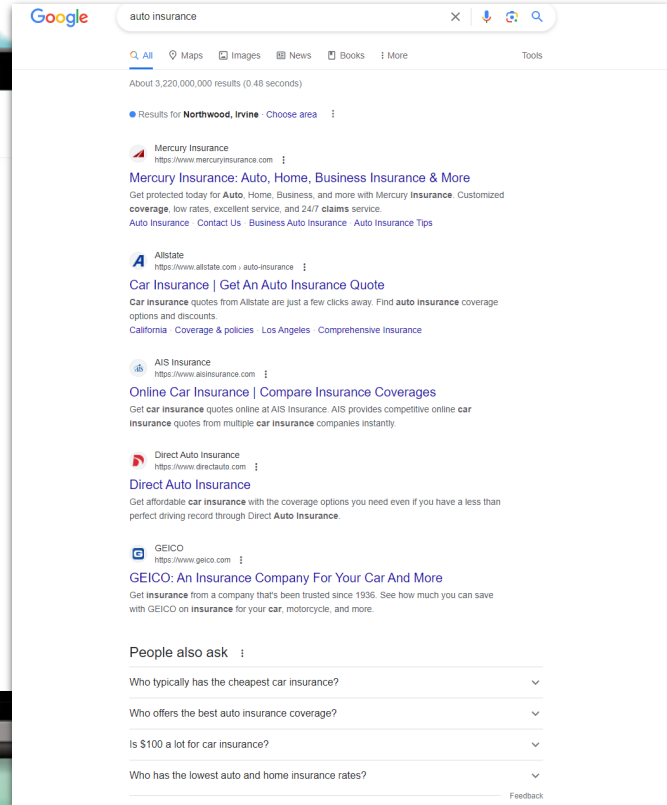 Google
auto insurance
All Maps Images News Books More Tools
About 3,220,000,000 results (0.48 seconds)
Results for Northwood, Irvine · Choose area
Mercury Insurance
https://www.mercuryinsurance.com
Mercury Insurance: Auto, Home, Business Insurance & More
Get protected today for Auto, Home, Business, and more with Mercury Insurance. Customized
coverage, low rates, excellent service, and 24/7 claims service.
Auto Insurance · Contact Us · Business Auto Insurance · Auto Insurance Tips
Allstate
https://www.allstate.com › auto-insurance
Car Insurance | Get An Auto Insurance Quote
Car insurance quotes from Allstate are just a few clicks away. Find auto insurance coverage
options and discounts.
California · Coverage & policies · Los Angeles · Comprehensive Insurance
AIS Insurance
https://www.aisinsurance.com
Online Car Insurance | Compare Insurance Coverages
Get car insurance quotes online at AIS Insurance. AIS provides competitive online car
insurance quotes from multiple car insurance companies instantly.
Direct Auto Insurance
https://www.directauto.com
Direct Auto Insurance
Get affordable car insurance with the coverage options you need even if you have a less than
perfect driving record through Direct Auto Insurance.
GEICO
https://www.geico.com
GEICO: An Insurance Company For Your Car And More
Get insurance from a company that's been trusted since 1936. See how much you can save
with GEICO on insurance for your car, motorcycle, and more.
People also ask
Who typically has the cheapest car insurance?
Who offers the best auto insurance coverage?
Is $100 a lot for car insurance?
Who has the lowest auto and home insurance rates?
Feedback